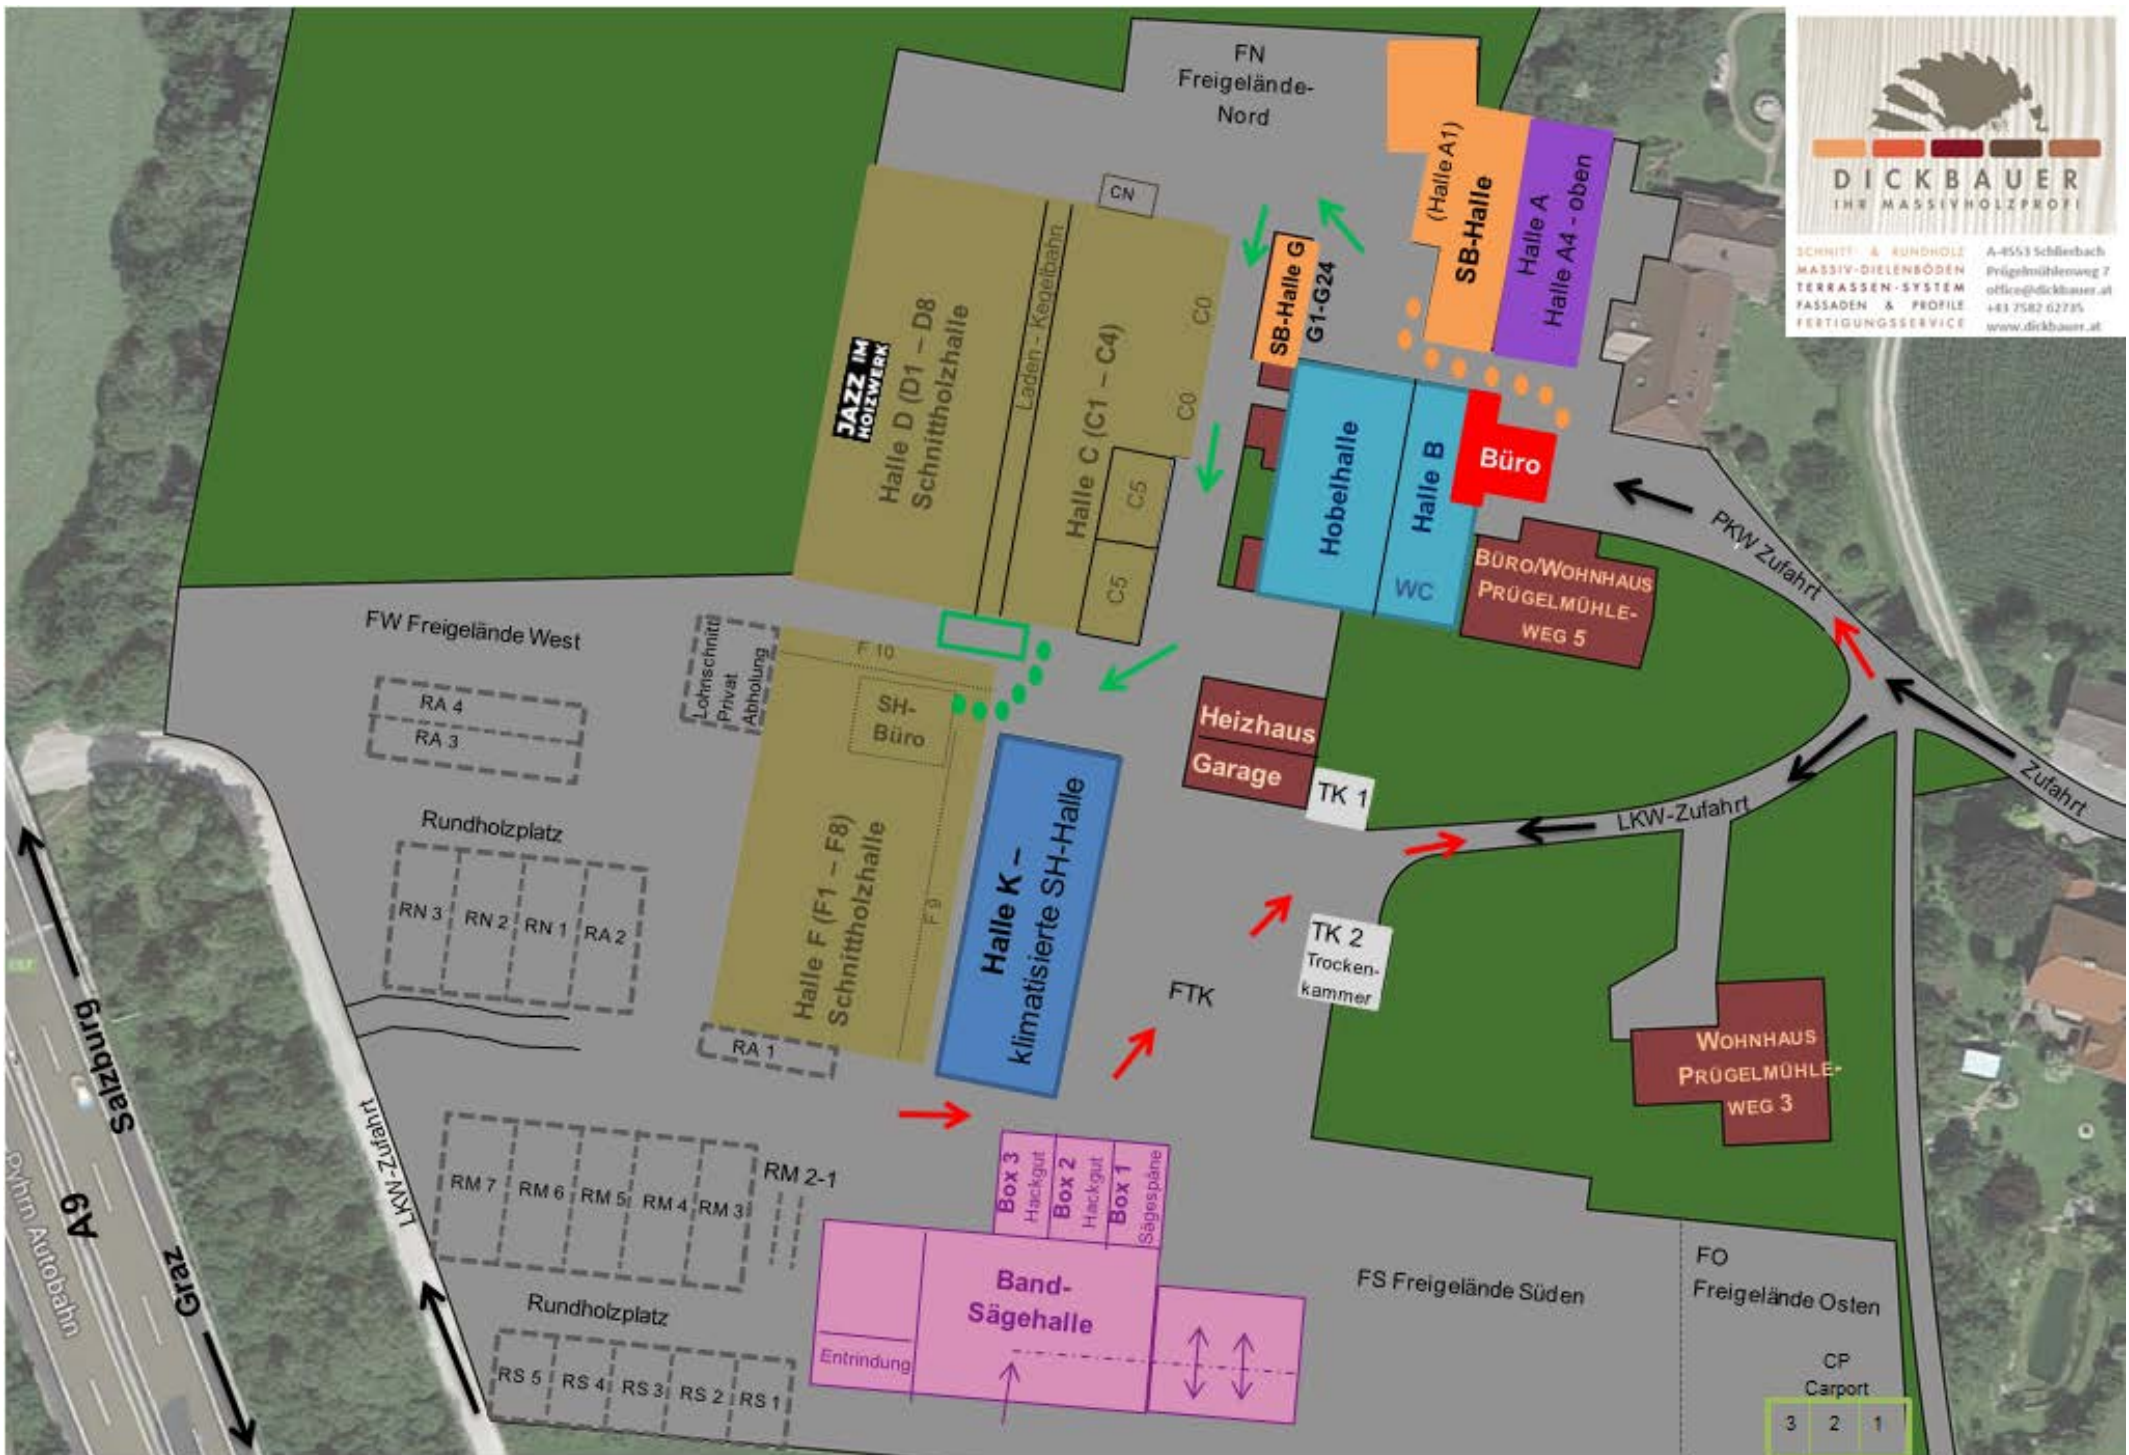 FN
Freigelände-
Nord
CN
(Halle A1)
SB-Halle
Halle A
Halle A4 - oben
DICKBAUER
IHR MASSIVHOLZPROFI
SCHNITT- & RUNDHOLZ
MASSIV-DIELENBÖDEN
TERRASSEN-SYSTEM
FASSADEN & PROFILE
FERTIGUNGSSERVICE
A-4553 Schlierbach
Prügelmühlenweg 7
office@dickbauer.at
+43 7582 62735
www.dickbauer.at
SB-Halle G
G1-G24
JAZZ IM
HOIZWERK
Halle D (D1 – D8
Schnittholzhalle
Laden - Kegelbahn
Halle C (C1 – C4)
C0
C0
C5
C5
Hobelhalle
Halle B
WC
Büro
BÜRO/WOHNHAUS
PRÜGELMÜHLE-
WEG 5
PKW Zufahrt
Zufahrt
LKW-Zufahrt
FW Freigelände West
Lohnschnitt
Privat
Abholung
F 10
SH-
Büro
RA 4
RA 3
Heizhaus
Garage
TK 1
Rundholzplatz
RN 3
RN 2
RN 1
RA 2
Halle F (F1 – F8)
Schnittholzhalle
F 9
Halle K –
klimatisierte SH-Halle
TK 2
Trocken-
kammer
FTK
RA 1
WOHNHAUS
PRÜGELMÜHLE-
WEG 3
Salzburg
A9
Pyhrn Autobahn
Graz
LKW-Zufahrt
RM 7
RM 6
RM 5
RM 4
RM 3
RM 2-1
Box 3
Hackgut
Box 2
Hackgut
Box 1
Sägespäne
Band-
Sägehalle
Entrindung
Rundholzplatz
RS 5
RS 4
RS 3
RS 2
RS 1
FS Freigelände Süden
FO
Freigelände Osten
CP
Carport
3
2
1